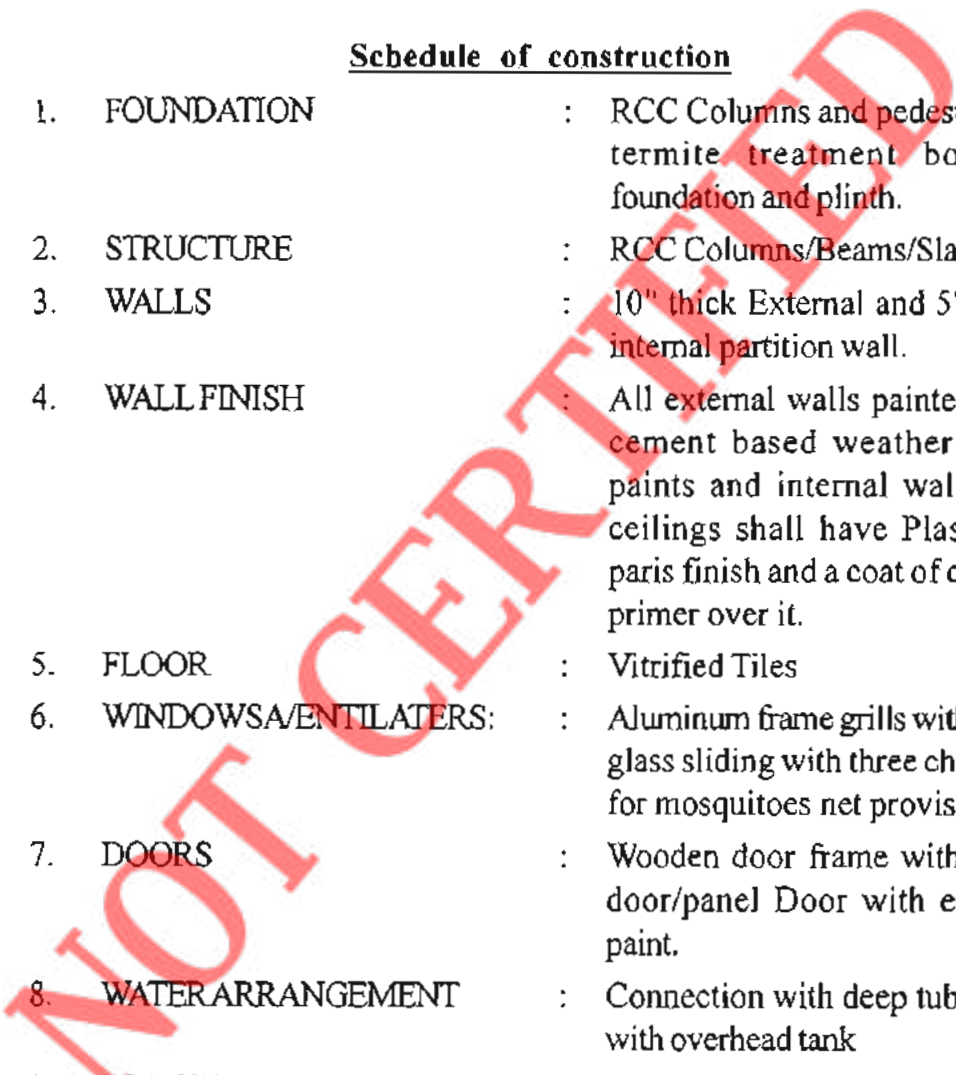 Schedule of construction
1. FOUNDATION : RCC Columns and pedes
termite treatment bo
foundation and plinth.
2. STRUCTURE : RCC Columns/Beams/Sla
3. WALLS : 10" thick External and 5"
internal partition wall.
4. WALL FINISH : All external walls painte
cement based weather
paints and internal wal
ceilings shall have Plas
paris finish and a coat of
primer over it.
5. FLOOR : Vitrified Tiles
6. WINDOWSA/ENTILATERS: : Aluminum frame grills with
glass sliding with three ch
for mosquitoes net provis
7. DOORS : Wooden door frame with
door/panel Door with e
paint.
8. WATER ARRANGEMENT : Connection with deep tub
with overhead tank
NOT CERTIFIED